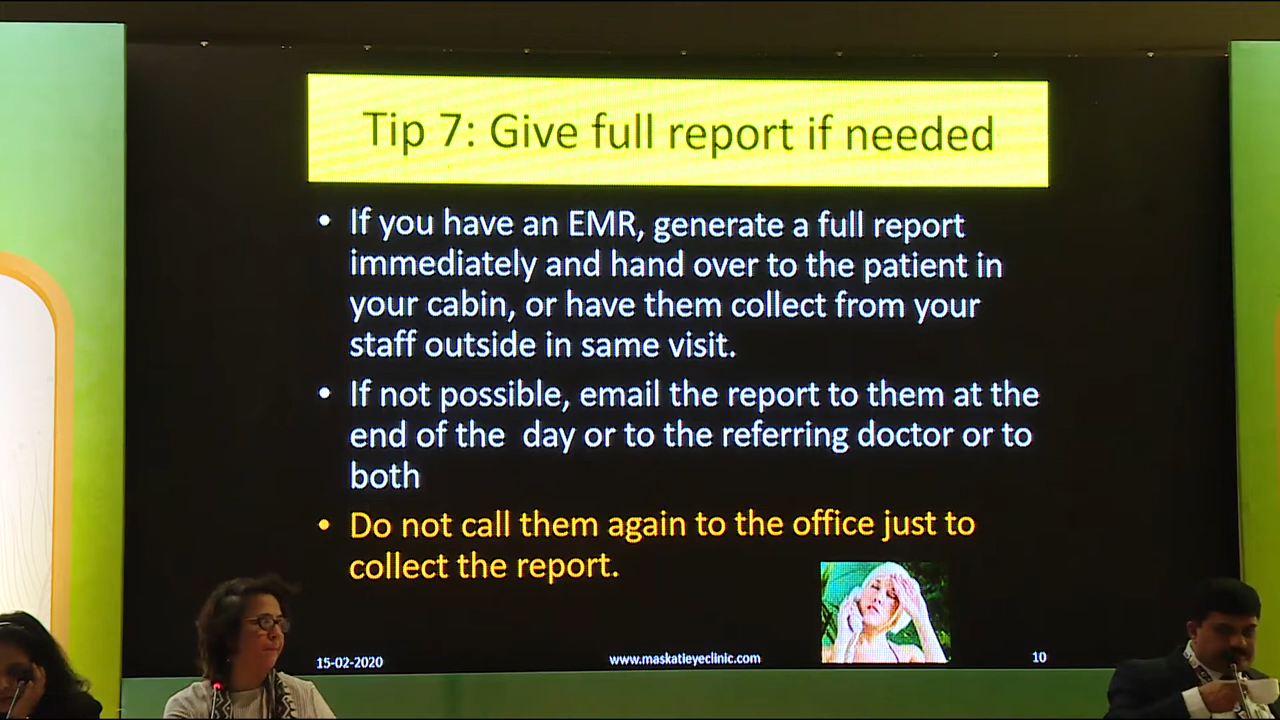 Tip 7: Give full report if needed
• If you have an EMR, generate a full report
immediately and hand over to the patient in
your cabin, or have them collect from your
staff outside in same visit.
• If not possible, email the report to them at the
end of the  day or to the referring doctor or to
both
• Do not call them again to the office just to
collect the report.
15-02-2020
www.maskatieyeclinic.com
10